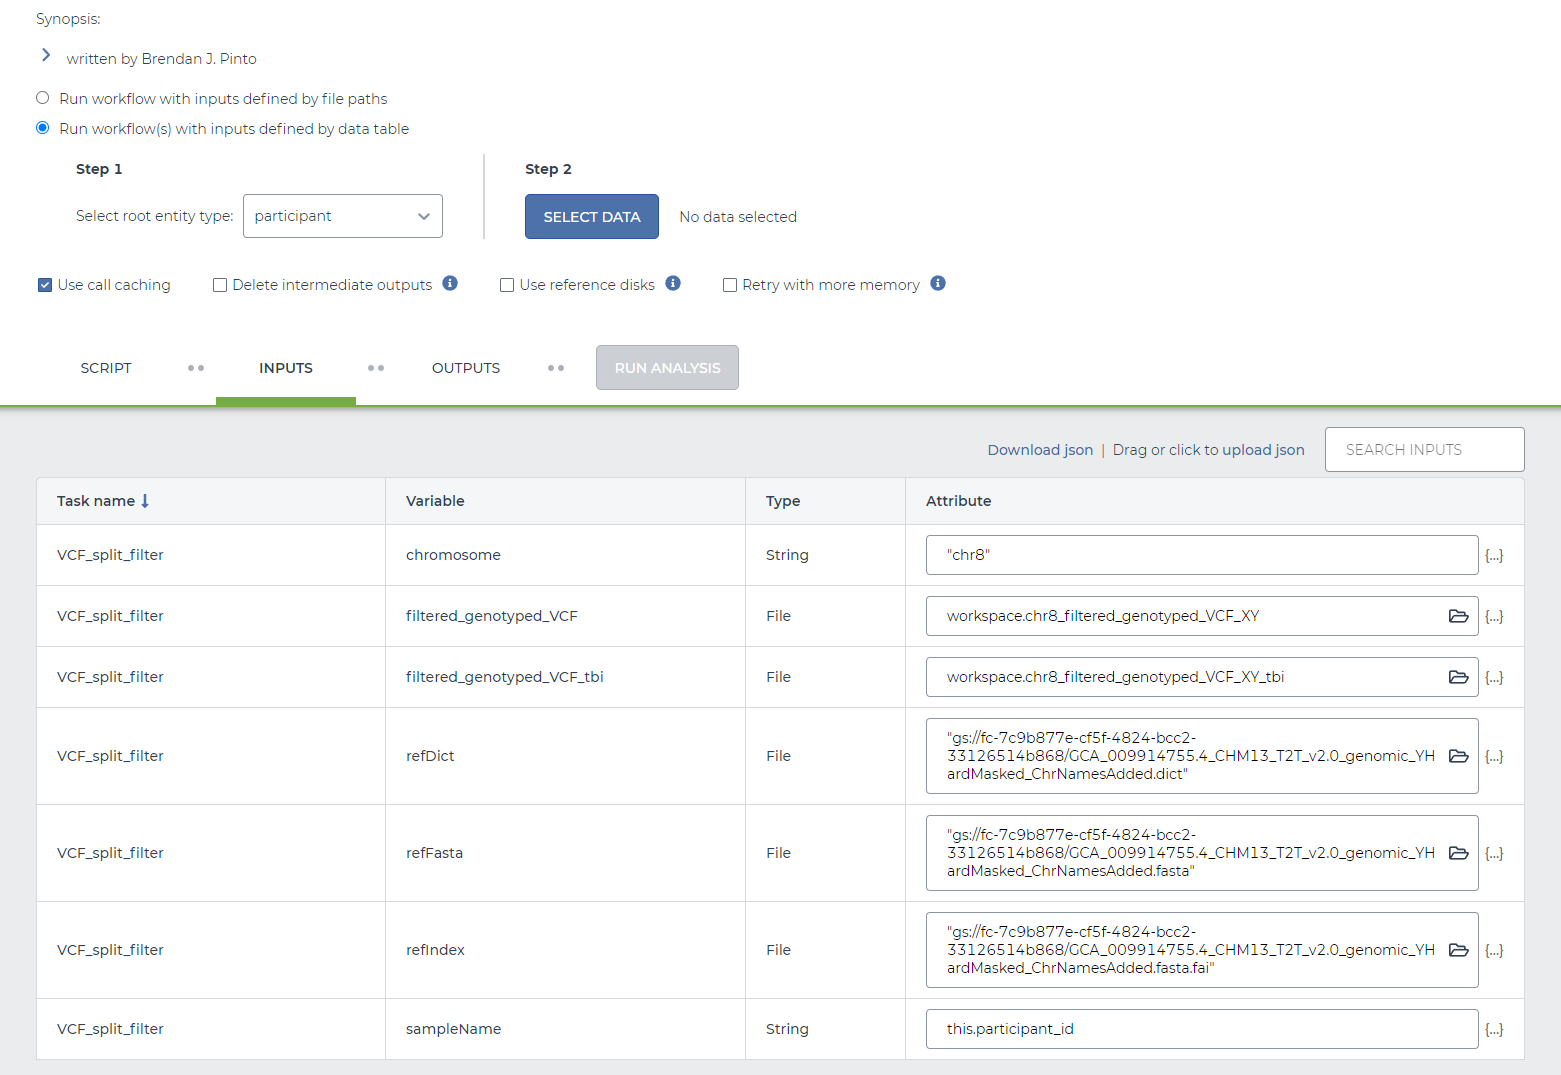 Synopsis:
written by Brendan J. Pinto
Run workflow with inputs defined by file paths
Run workflow(s) with inputs defined by data table
Step 1
Select root entity type: participant
Step 2
SELECT DATA No data selected
Use call caching Delete intermediate outputs Use reference disks Retry with more memory
SCRIPT INPUTS OUTPUTS RUN ANALYSIS
Download json | Drag or click to upload json SEARCH INPUTS
Task name Variable Type Attribute
VCF_split_filter chromosome String "chr8" {...}
VCF_split_filter filtered_genotyped_VCF File workspace.chr8_filtered_genotyped_VCF_XY {...}
VCF_split_filter filtered_genotyped_VCF_tbi File workspace.chr8_filtered_genotyped_VCF_XY_tbi {...}
VCF_split_filter refDict File "gs://fc-7c9b877e-cf5f-4824-bcc2-
33126514b868/GCA_009914755.4_CHM13_T2T_v2.0_genomic_YH
ardMasked_ChrNamesAdded.dict" {...}
VCF_split_filter refFasta File "gs://fc-7c9b877e-cf5f-4824-bcc2-
33126514b868/GCA_009914755.4_CHM13_T2T_v2.0_genomic_YH
ardMasked_ChrNamesAdded.fasta" {...}
VCF_split_filter refIndex File "gs://fc-7c9b877e-cf5f-4824-bcc2-
33126514b868/GCA_009914755.4_CHM13_T2T_v2.0_genomic_YH
ardMasked_ChrNamesAdded.fasta.fai" {...}
VCF_split_filter sampleName String this.participant_id {...}